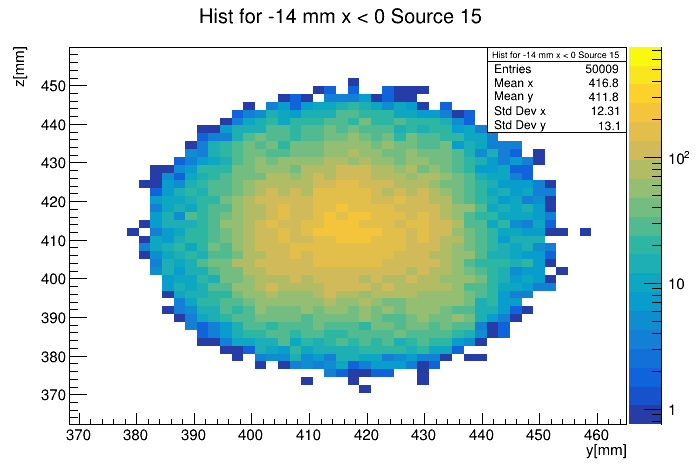 Hist for -14 mm x < 0 Source 15
z[mm]
Hist for -14 mm x < 0 Source 15
Entries 50009
Mean x 416.8
Mean y 411.8
Std Dev x 12.31
Std Dev y 13.1
450
440
430
420
410
400
390
380
370
10²
10
1
370 380 390 400 410 420 430 440 450 460
y[mm]